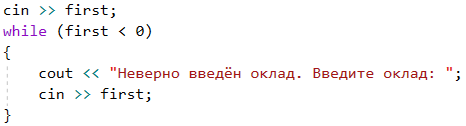 cin >> first;
while (first < 0)
{
cout << "Неверно введён оклад. Введите оклад: ";
cin >> first;
}